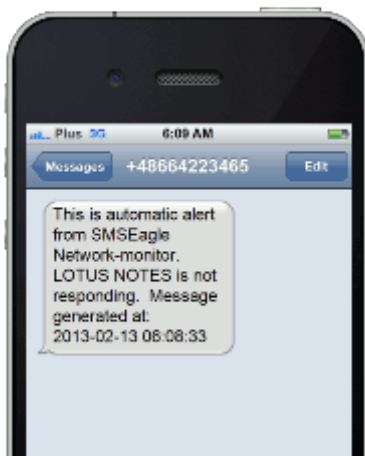 Plus 3G 6:09 AM
Messages +48664223465 Edit
This is automatic alert
from SMSEagle
Network-monitor.
LOTUS NOTES is not
responding. Message
generated at:
2013-02-13 06:08:33